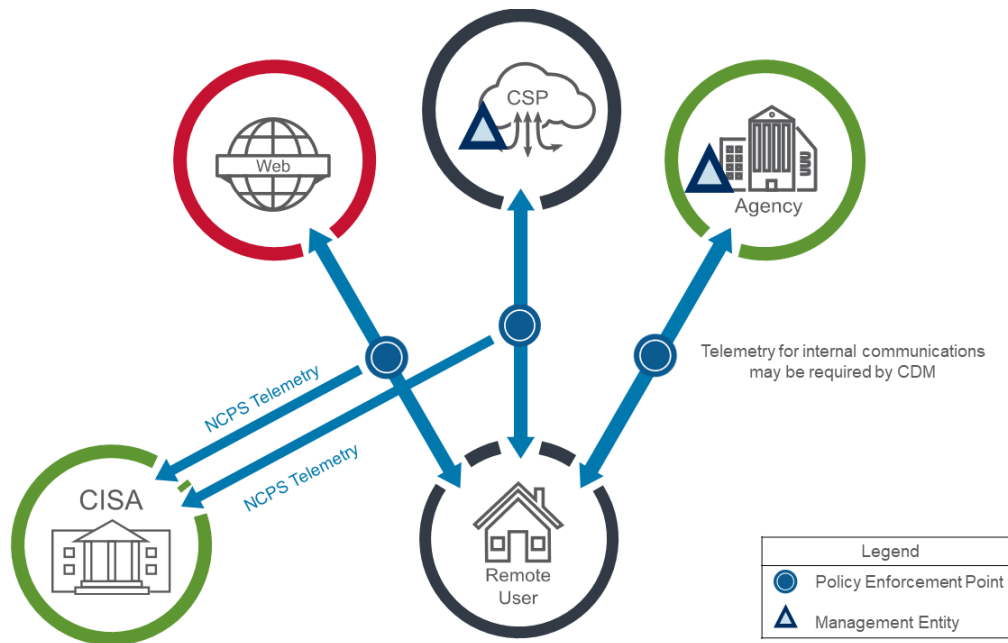 CSP
Web
Agency
Telemetry for internal communications
may be required by CDM
NCPS Telemetry
NCPS Telemetry
CISA
Remote
User
Legend
Policy Enforcement Point
Management Entity